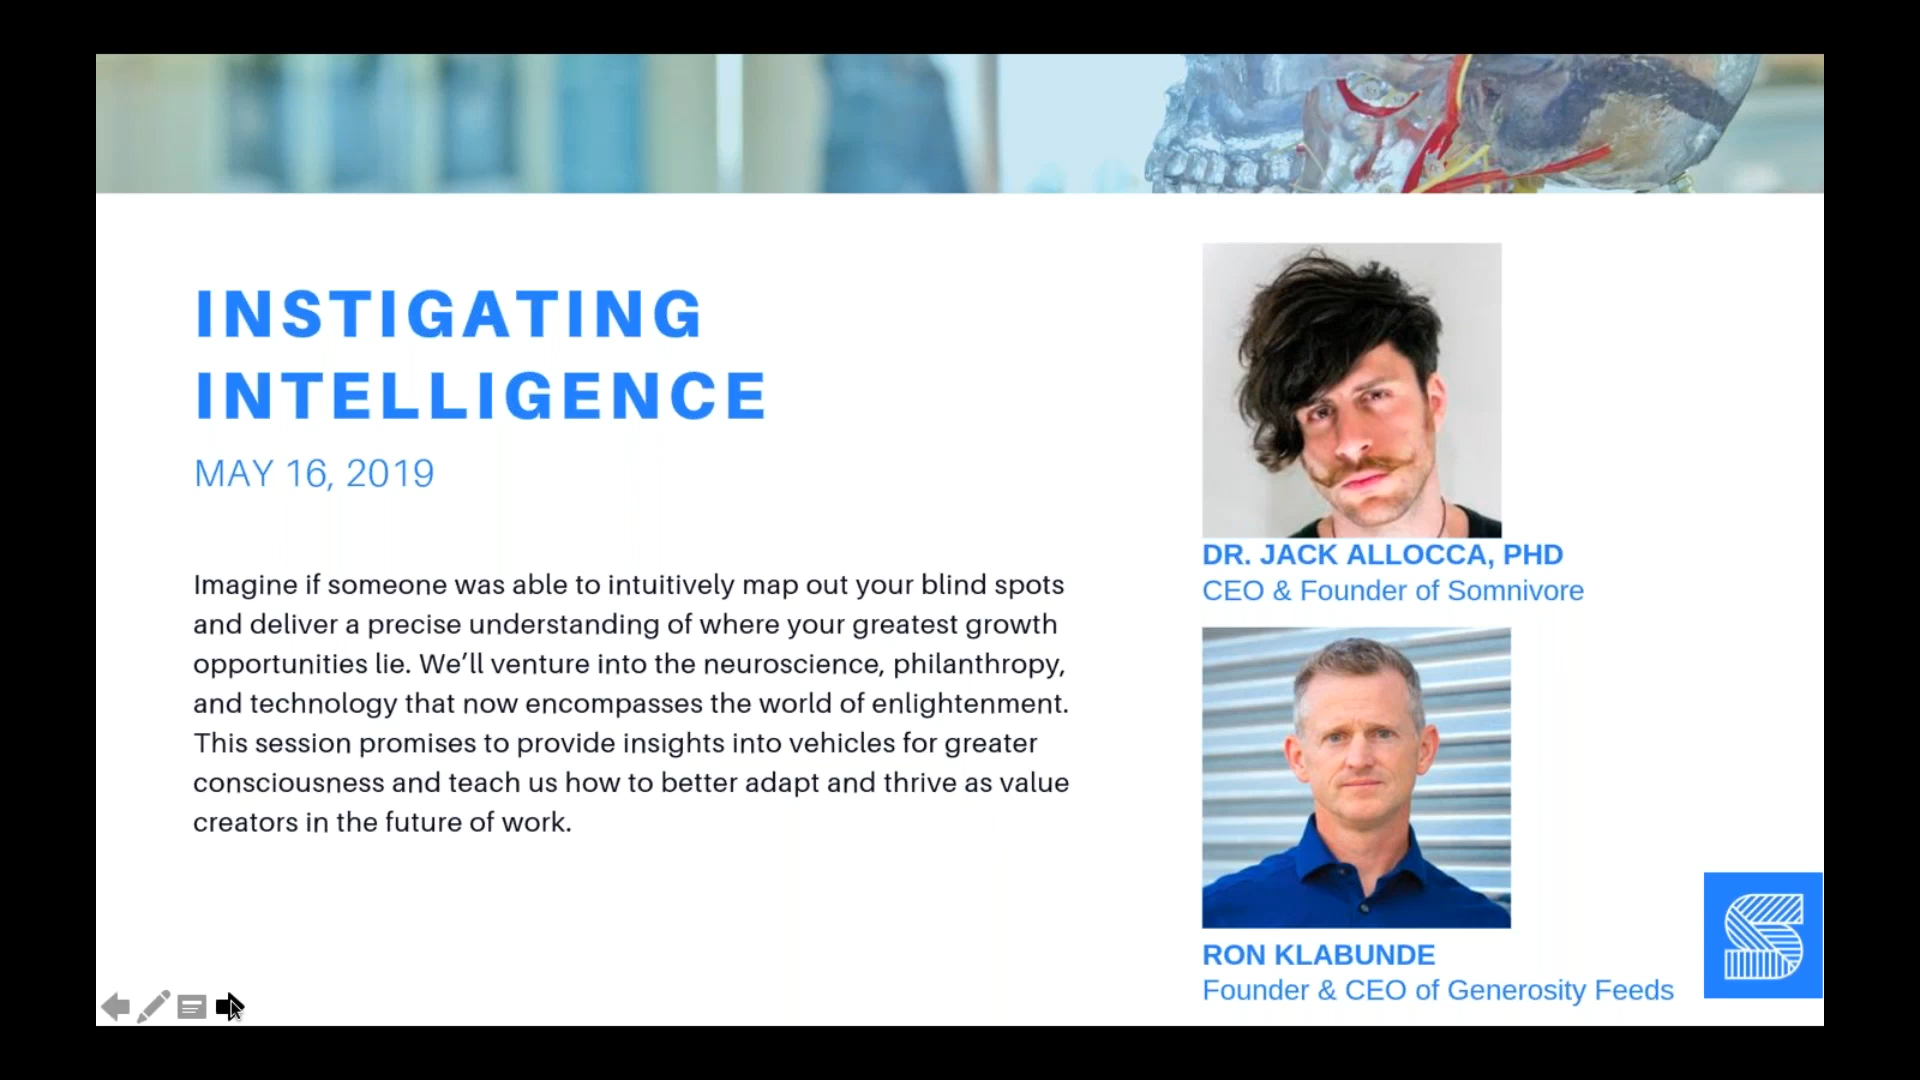 INSTIGATING
INTELLIGENCE
MAY 16, 2019
Imagine if someone was able to intuitively map out your blind spots
and deliver a precise understanding of where your greatest growth
opportunities lie. We’ll venture into the neuroscience, philanthropy,
and technology that now encompasses the world of enlightenment.
This session promises to provide insights into vehicles for greater
consciousness and teach us how to better adapt and thrive as value
creators in the future of work.
DR. JACK ALLOCCA, PHD
CEO & Founder of Somnivore
RON KLABUNDE
Founder & CEO of Generosity Feeds
S